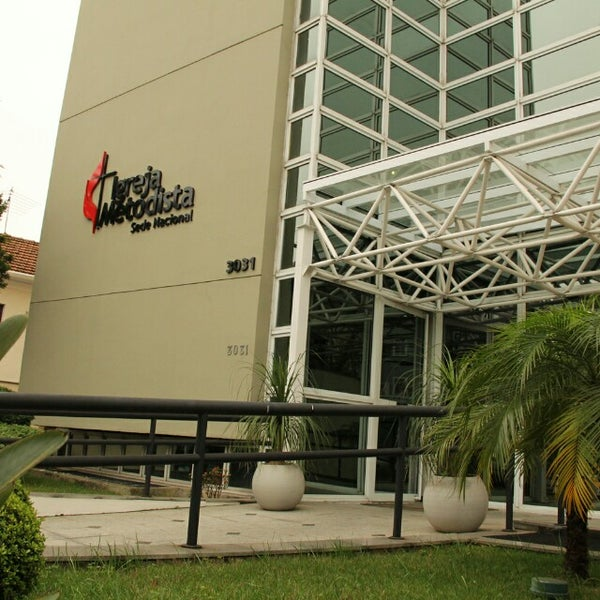 Igreja
Metodista
Sede Nacional
3031
3031